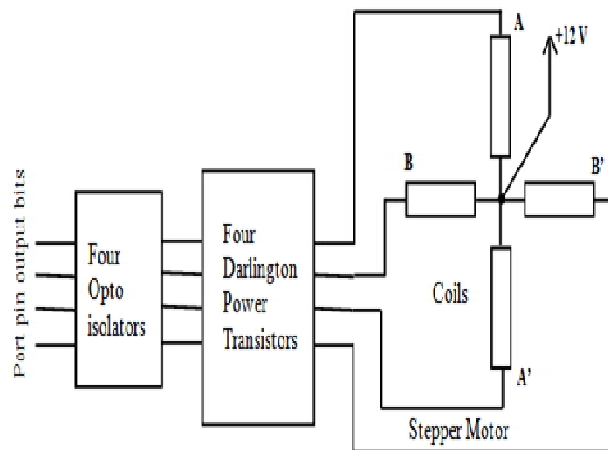 A
+12 V
B
B'
Port pin output bits
Four
Opto
isolators
Four
Darlington
Power
Transistors
Coils
A'
Stepper Motor